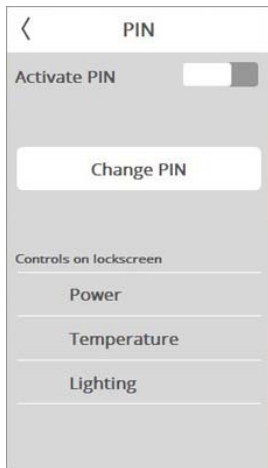 PIN
Activate PIN
Change PIN
Controls on lockscreen
Power
Temperature
Lighting